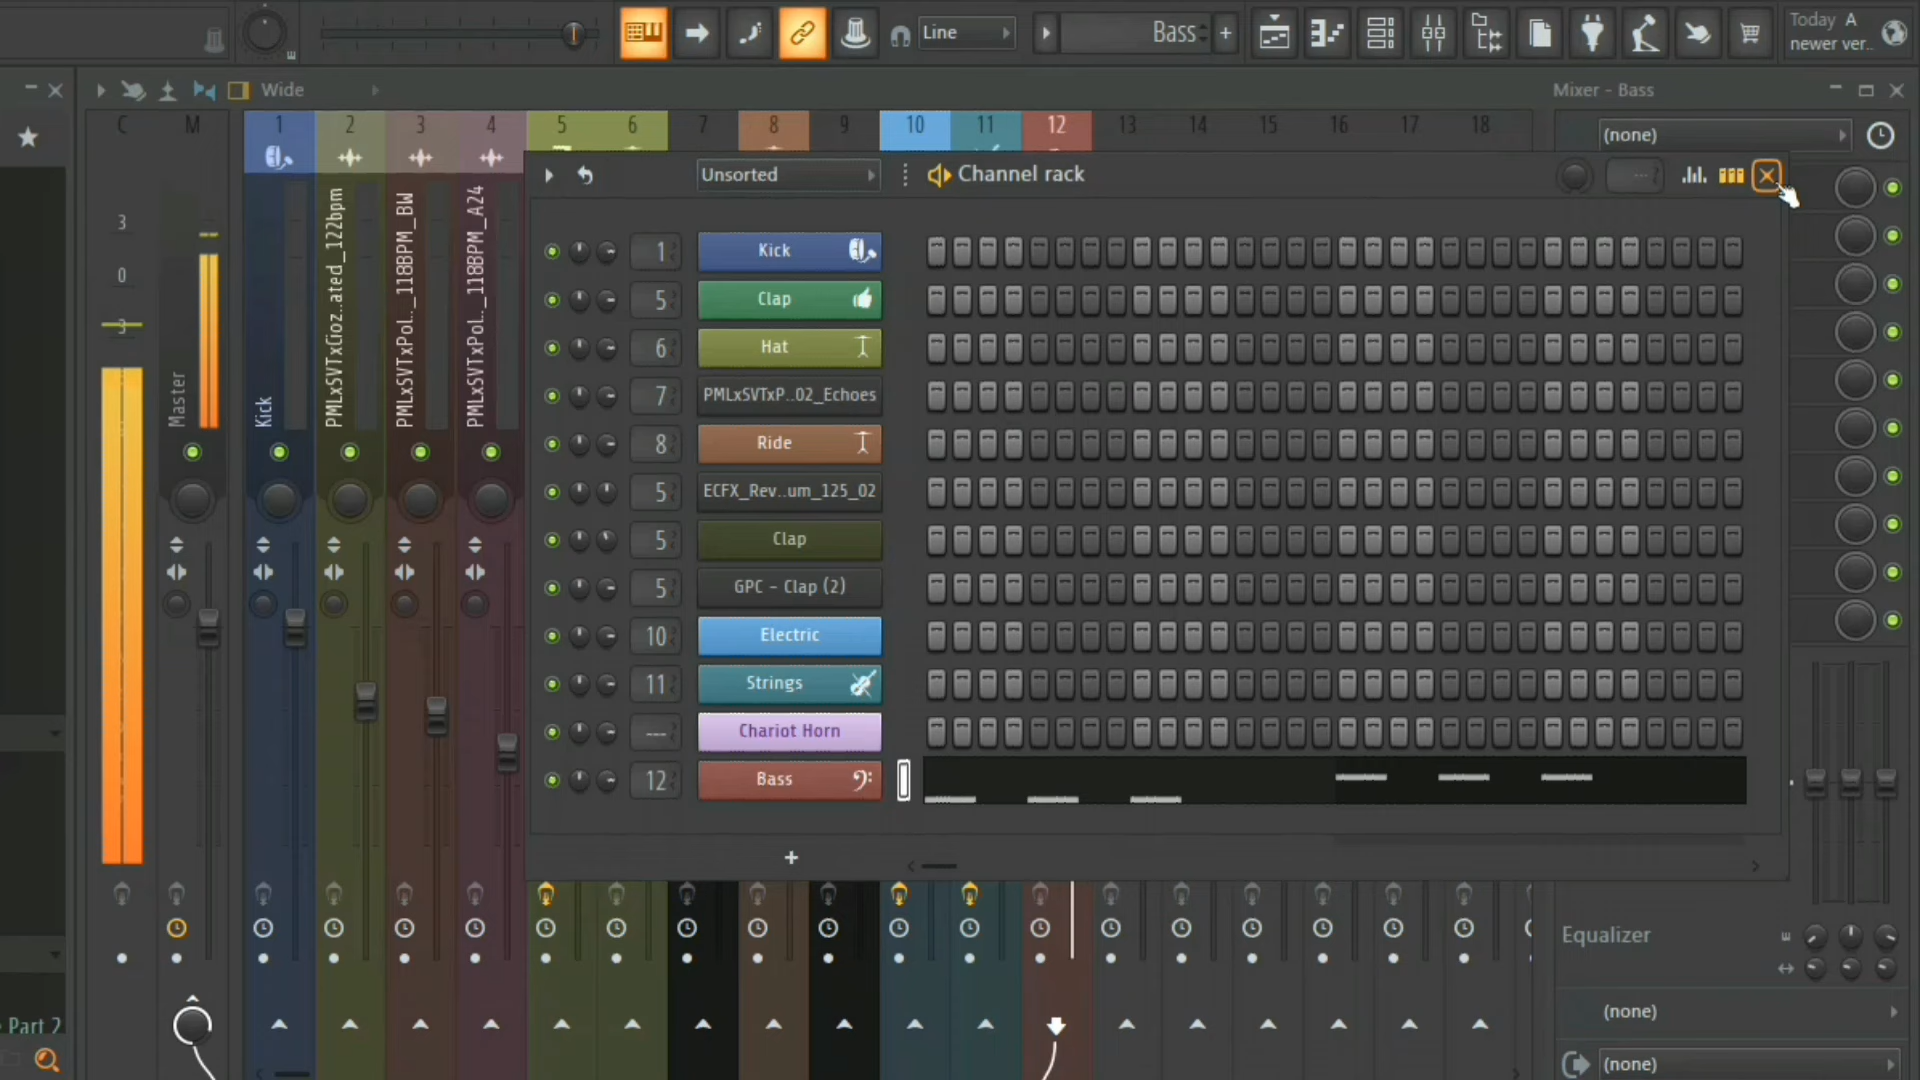 Line
Bass
+
Today A
newer ver..
Wide
Mixer - Bass
C
M
1
2
3
4
5
6
7
8
9
10
11
12
13
14
15
16
17
18
(none)
Unsorted
Channel rack
3
0
3
Master
Kick
PMLxSVTxCioz..ated_122bpm
PMLxSVTxPol.._118BPM_BW
PMLxSVTxPol.._118BPM_A24
1 Kick
5 Clap
6 Hat
7 PMLxSVTxP..02_Echoes
8 Ride
5 ECFX_Rev..um_125_02
5 Clap
5 GPC - Clap (2)
10 Electric
11 Strings
--- Chariot Horn
12 Bass
+
Equalizer
(none)
Part 2
(none)